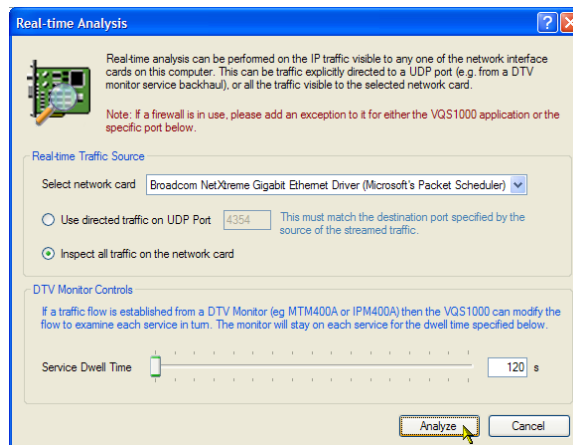 Real-time Analysis
Real-time analysis can be performed on the IP traffic visible to any one of the network interface
cards on this computer. This can be traffic explicitly directed to a UDP port (e.g. from a DTV
monitor service backhaul), or all the traffic visible to the selected network card.
Note: If a firewall is in use, please add an exception to it for either the VQS1000 application or the
specific port below.
Real-time Traffic Source
Select network card Broadcom NetXtreme Gigabit Ethernet Driver (Microsoft's Packet Scheduler)
Use directed traffic on UDP Port 4354 This must match the destination port specified by the
source of the streamed traffic.
Inspect all traffic on the network card
DTV Monitor Controls
If a traffic flow is established from a DTV Monitor (eg MTM400A or IPM400A) then the VQS1000 can modify the
flow to examine each service in turn. The monitor will stay on each service for the dwell time specified below.
Service Dwell Time 120 s
Analyze Cancel